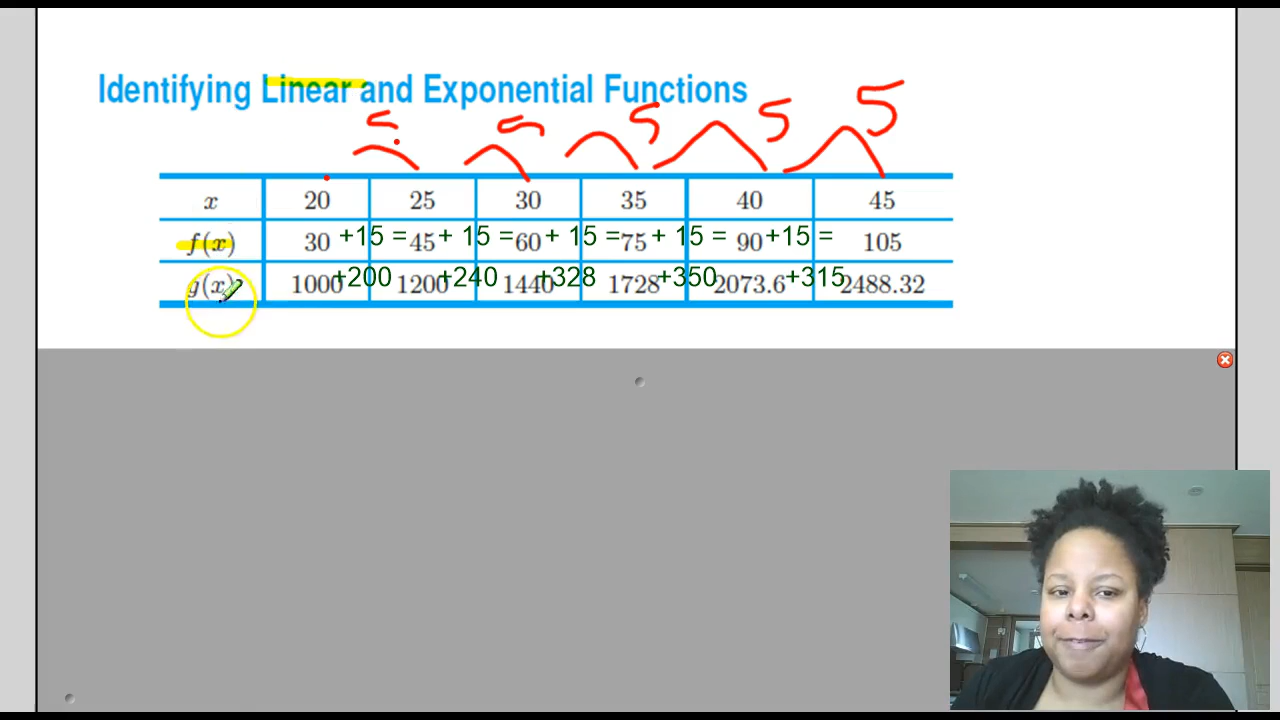 Identifying Linear and Exponential Functions
5 5 5 5 5
x 20 25 30 35 40 45
f(x) 30 +15 = 45 + 15 = 60 + 15 = 75 + 15 = 90 +15 = 105
g(x) 1000 +200 1200 +240 1440 +328 1728 +350 2073.6 +315 2488.32